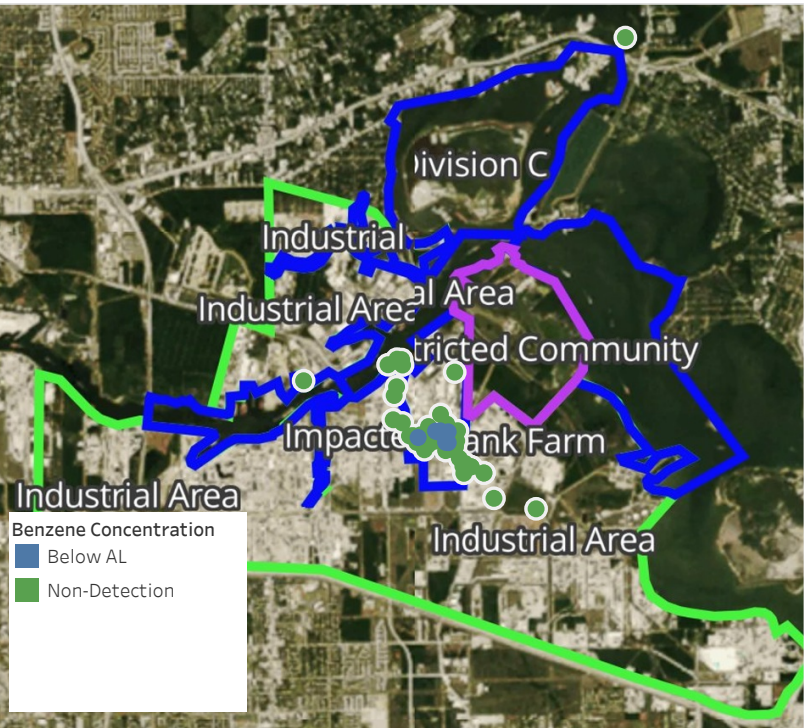 Division C
Industrial
al Area
Industrial Area
tricted Community
Impacte
ank Farm
Industrial Area
Industrial Area
Benzene Concentration
Below AL
Non-Detection